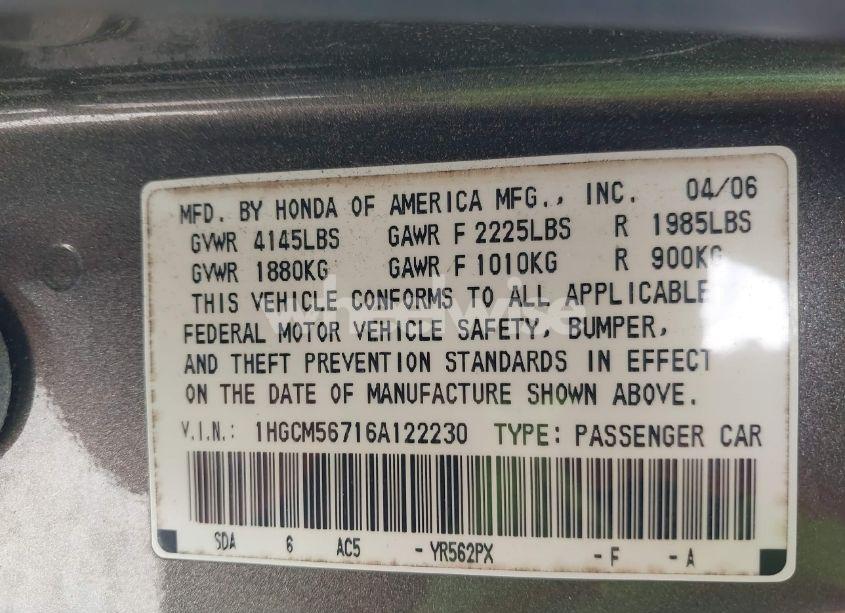 MFD. BY HONDA OF AMERICA MFG., INC. 04/06
GVWR 4145LBS GAWR F 2225LBS R 1985LBS
GVWR 1880KG GAWR F 1010KG R 900KG
THIS VEHICLE CONFORMS TO ALL APPLICABLE
FEDERAL MOTOR VEHICLE SAFETY, BUMPER,
AND THEFT PREVENTION STANDARDS IN EFFECT
ON THE DATE OF MANUFACTURE SHOWN ABOVE.
V.I.N.: 1HGCM56716A122230 TYPE: PASSENGER CAR
SDA 6 AC5 - YR562PX - F - A
wheelwise